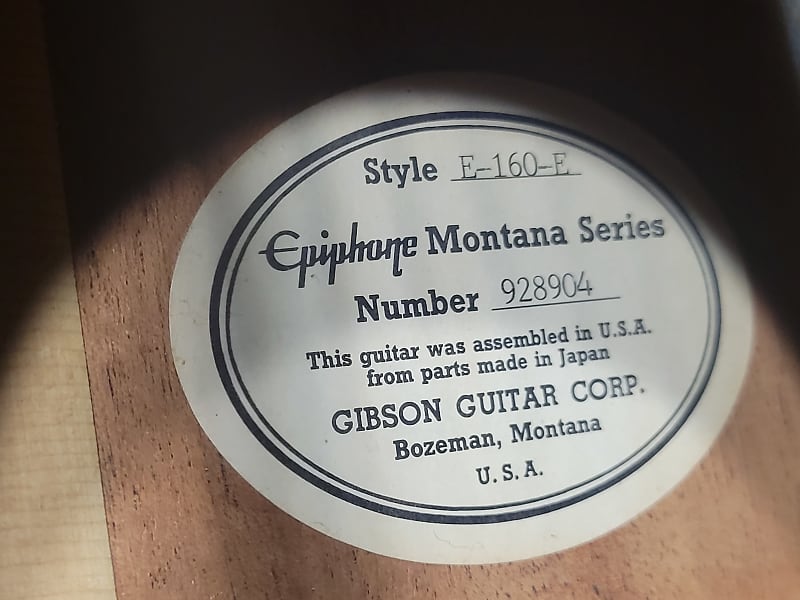 Style E-160-E
Epiphone Montana Series
Number 928904
This guitar was assembled in U.S.A.
from parts made in Japan
GIBSON GUITAR CORP.
Bozeman, Montana
U.S.A.